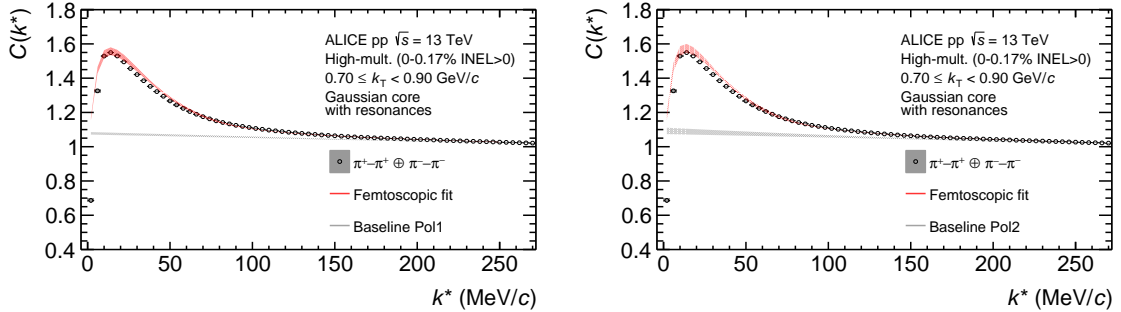 C(k*)
1.8
1.6
1.4
1.2
1
0.8
0.6
0.4
ALICE pp √s = 13 TeV
High-mult. (0-0.17% INEL>0)
0.70 ≤ kT < 0.90 GeV/c
Gaussian core
with resonances
π⁺–π⁺ ⊕ π⁻–π⁻
Femtoscopic fit
Baseline Pol1
0 50 100 150 200 250
k* (MeV/c)
C(k*)
1.8
1.6
1.4
1.2
1
0.8
0.6
0.4
ALICE pp √s = 13 TeV
High-mult. (0-0.17% INEL>0)
0.70 ≤ kT < 0.90 GeV/c
Gaussian core
with resonances
π⁺–π⁺ ⊕ π⁻–π⁻
Femtoscopic fit
Baseline Pol2
0 50 100 150 200 250
k* (MeV/c)